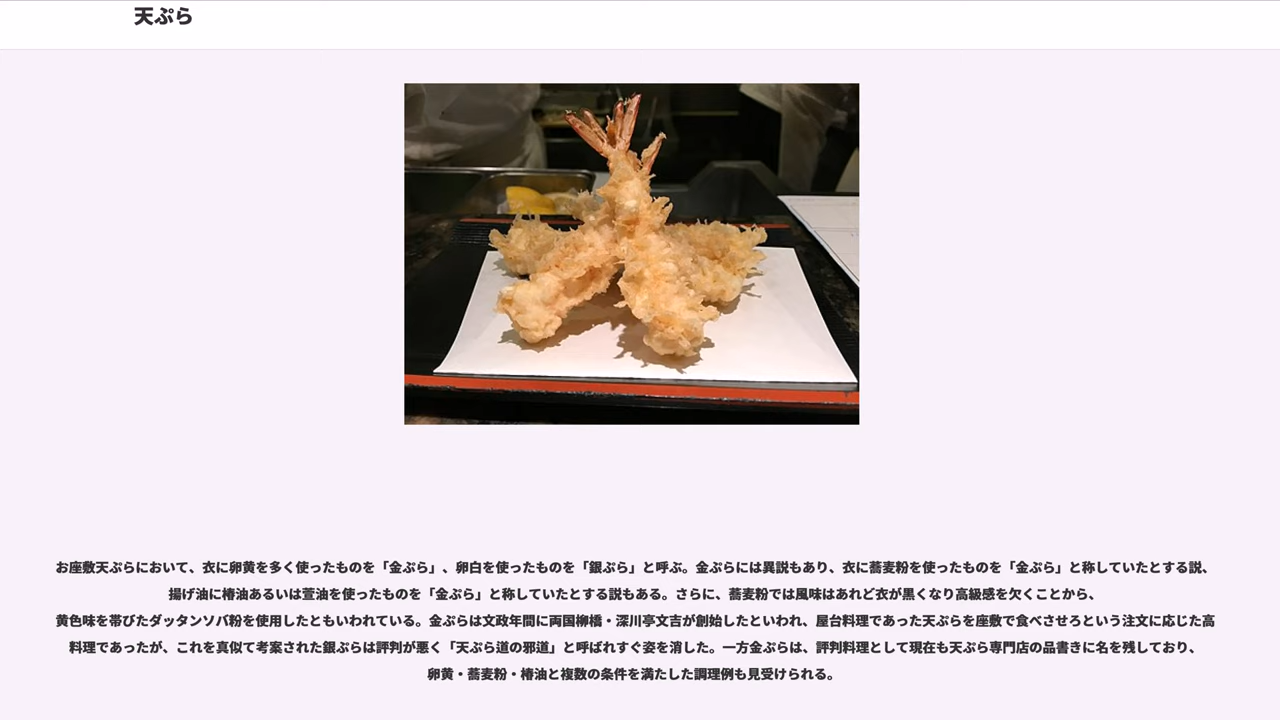 天ぷら
お座敷天ぷらにおいて、衣に卵黄を多く使ったものを「金ぷら」、卵白を使ったものを「銀ぷら」と呼ぶ。金ぷらには異説もあり、衣に蕎麦粉を使ったものを「金ぷら」と称していたとする説、
揚げ油に椿油あるいは萱油を使ったものを「金ぷら」と称していたとする説もある。さらに、蕎麦粉では風味はあれど衣が黒くなり高級感を欠くことから、
黄色味を帯びたダッタンソバ粉を使用したともいわれている。金ぷらは文政年間に両国柳橋・深川亭文吉が創始したといわれ、屋台料理であった天ぷらを座敷で食べさせろという注文に応じた高
料理であったが、これを真似て考案された銀ぷらは評判が悪く「天ぷら道の邪道」と呼ばれすぐ姿を消した。一方金ぷらは、評判料理として現在も天ぷら専門店の品書きに名を残しており、
卵黄・蕎麦粉・椿油と複数の条件を満たした調理例も見受けられる。